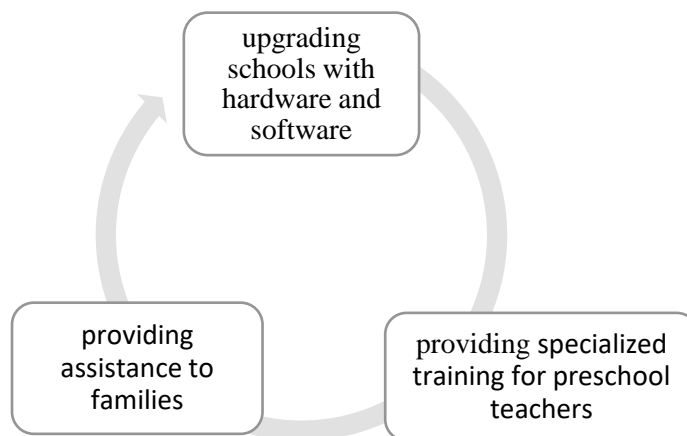 upgrading
schools with
hardware and
software
providing
assistance to
families
providing specialized
training for preschool
teachers